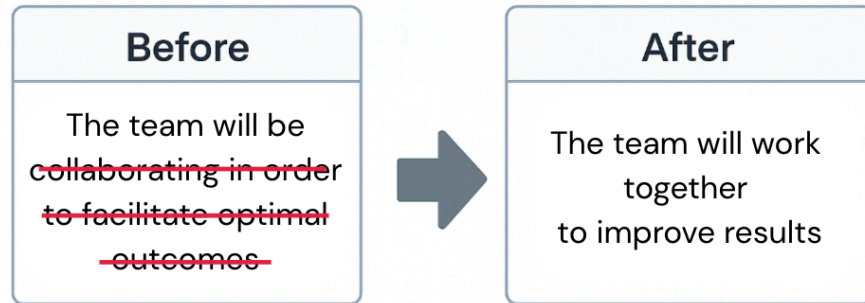 Before
The team will be
collaborating in order
to facilitate optimal
outcomes
After
The team will work
together
to improve results